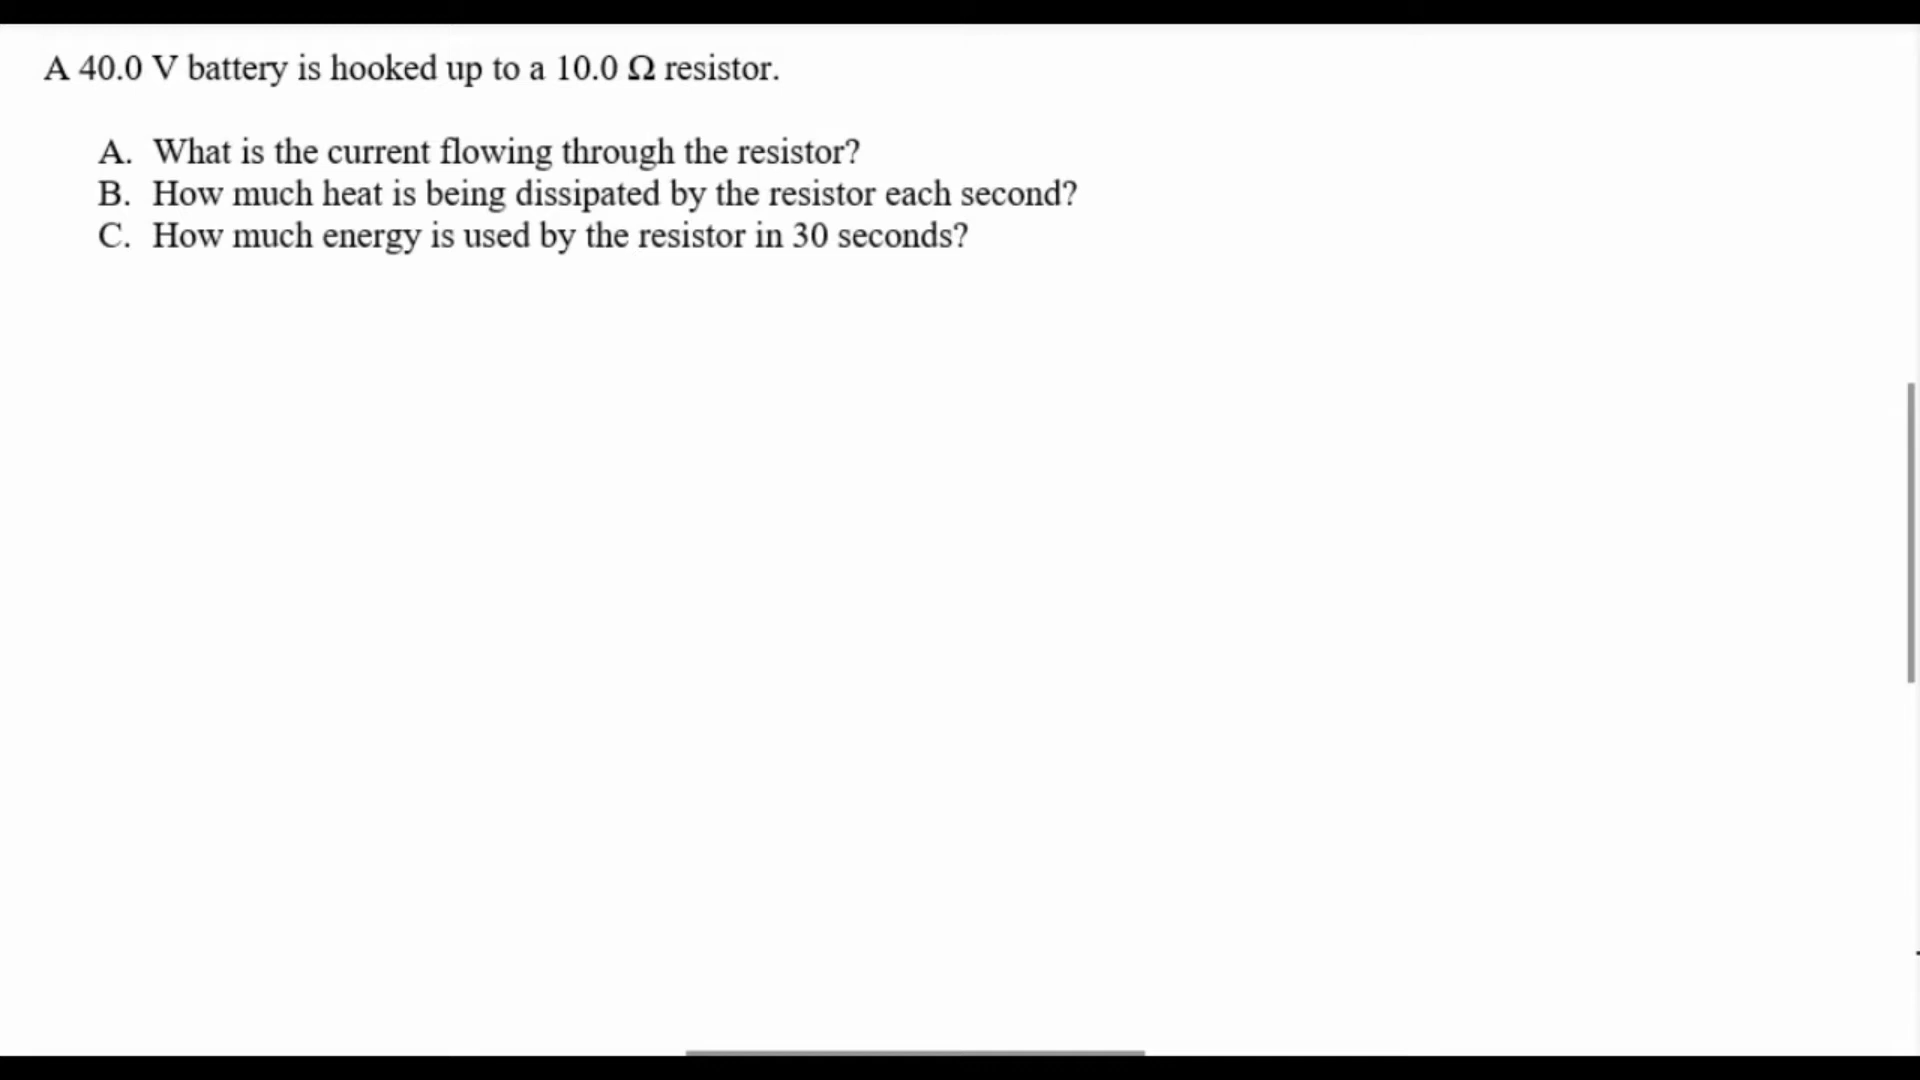 A 40.0 V battery is hooked up to a 10.0 Ω resistor.
A. What is the current flowing through the resistor?
B. How much heat is being dissipated by the resistor each second?
C. How much energy is used by the resistor in 30 seconds?